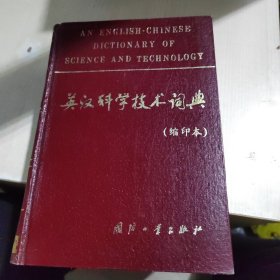 AN ENGLISH-CHINESE
DICTIONARY OF
SCIENCE AND TECHNOLOGY
英汉科学技术词典
(缩印本)
国防工业出版社